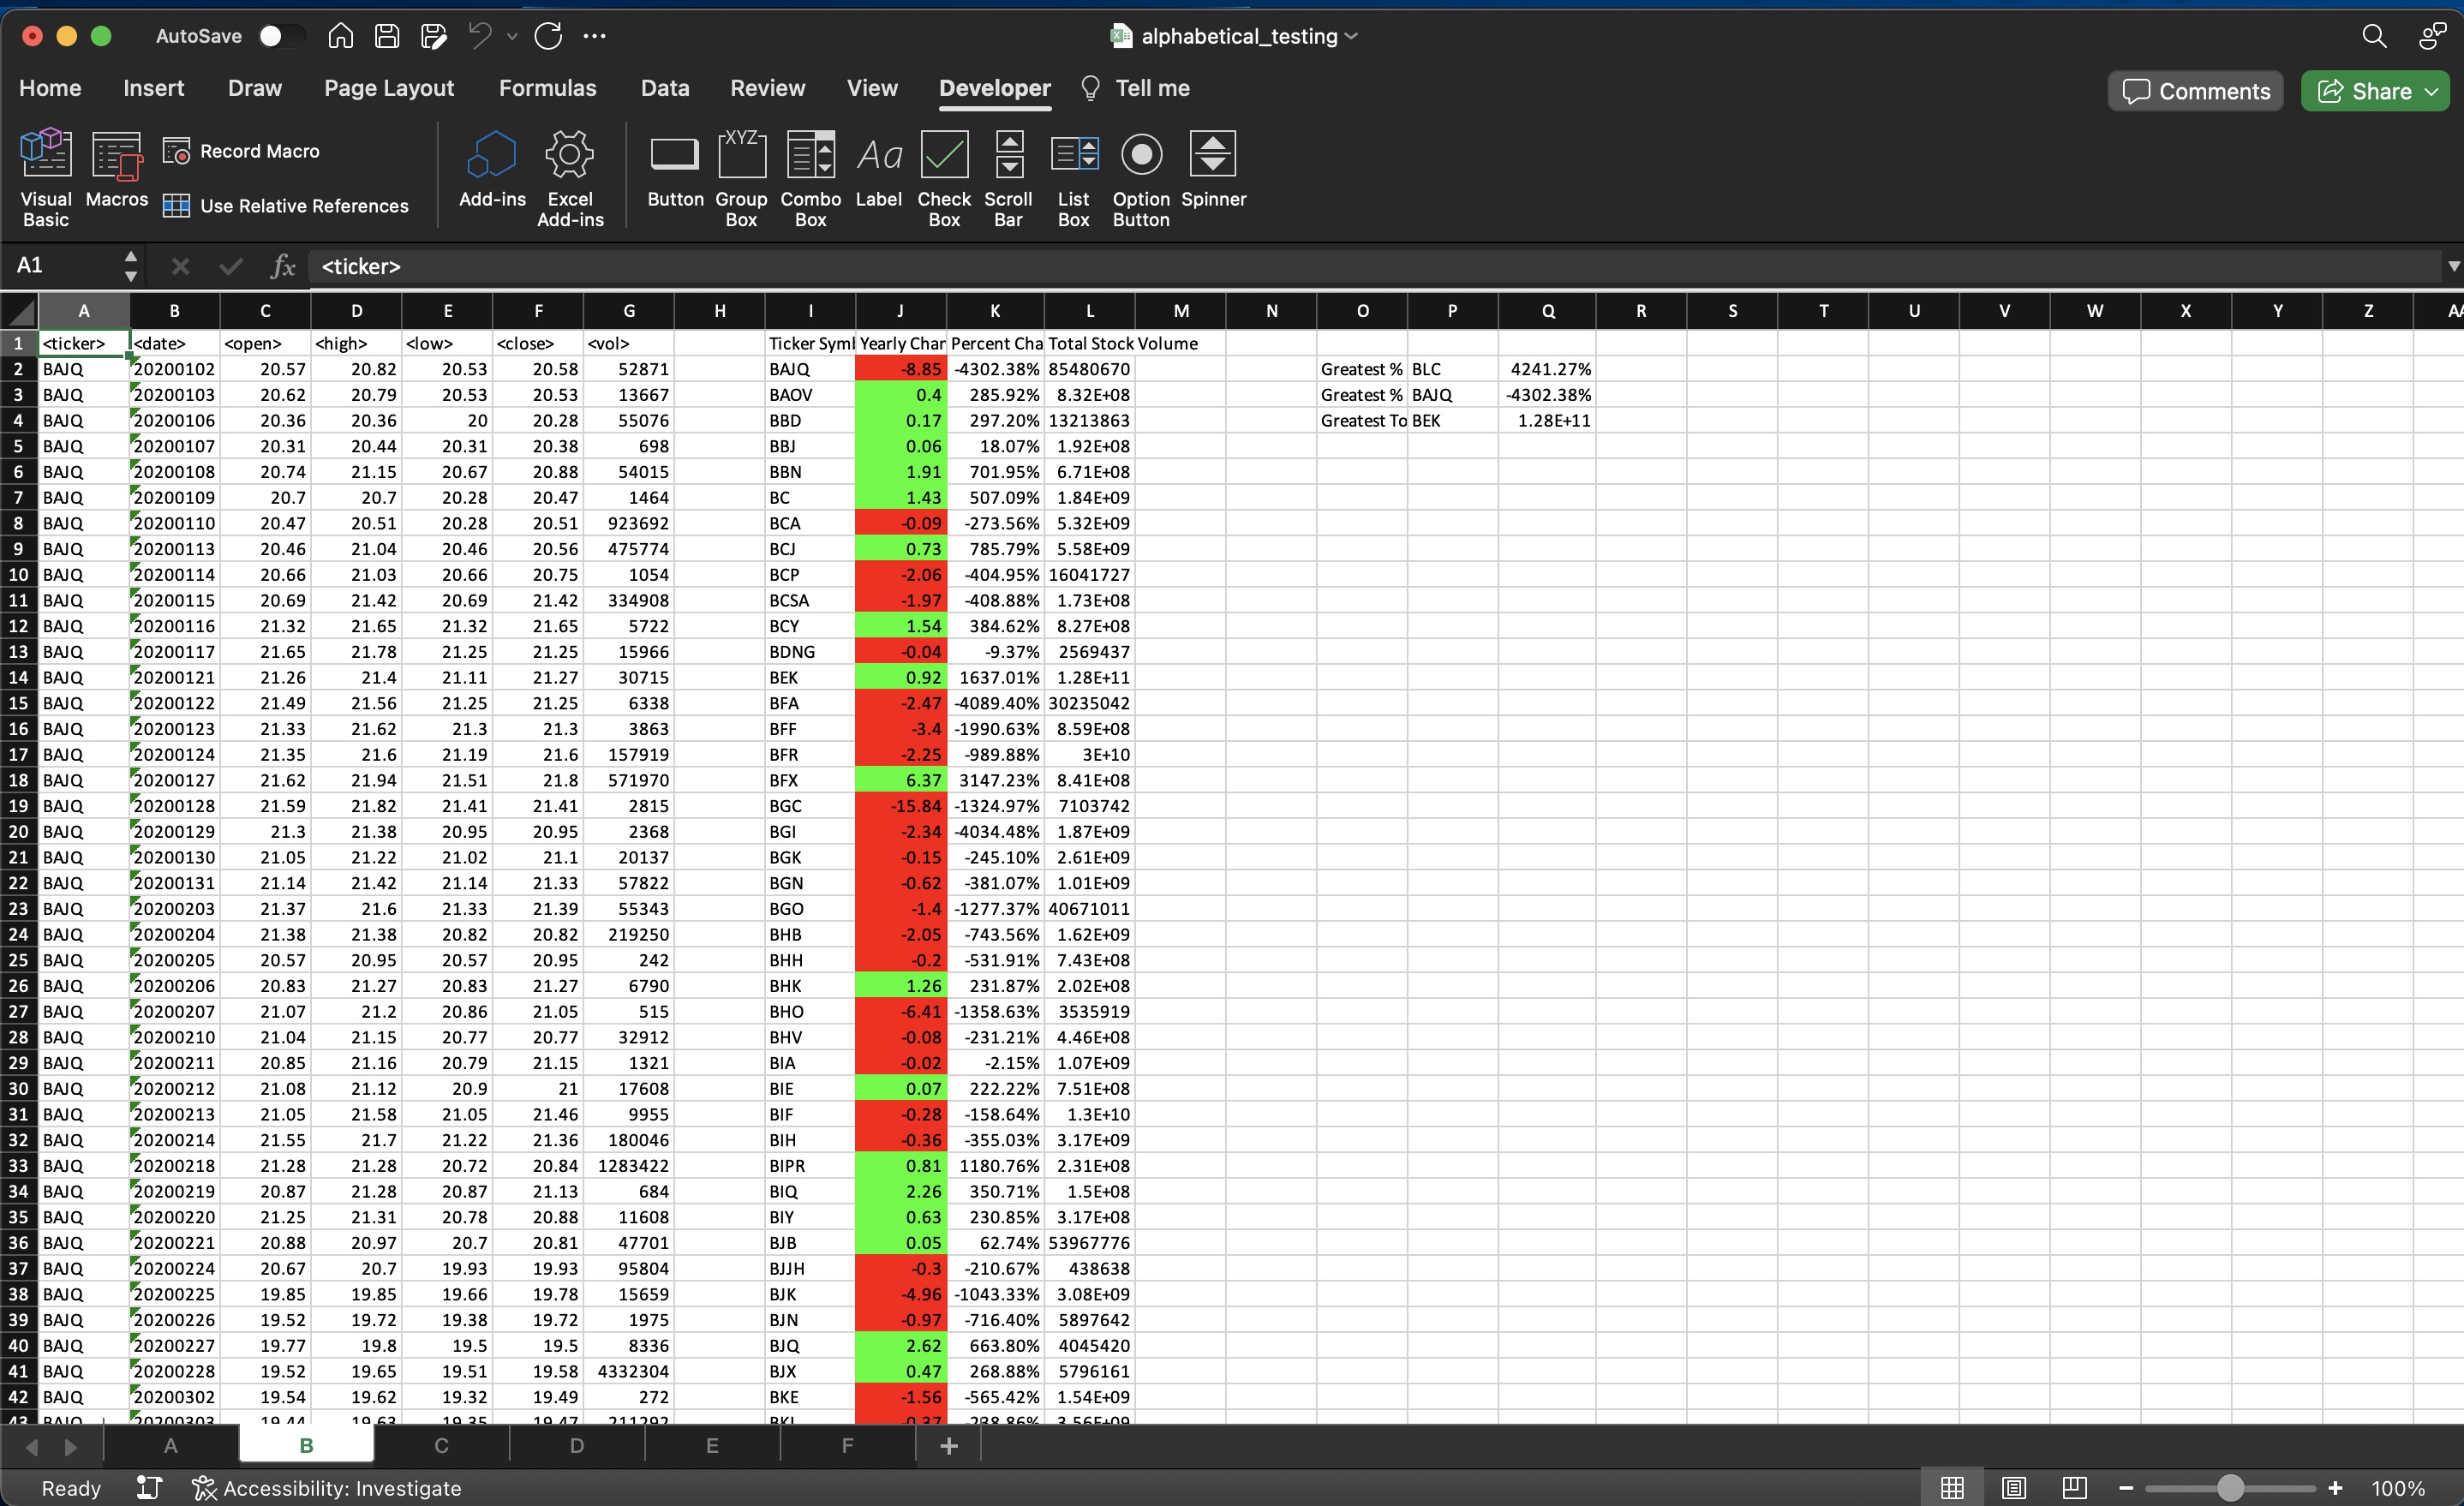 AutoSave
alphabetical_testing
Home Insert Draw Page Layout Formulas Data Review View Developer Tell me Comments Share
Visual Basic Macros Record Macro Use Relative References Add-ins Excel Add-ins Button Group Box Combo Box Label Check Box Scroll Bar List Box Option Button Spinner
A1 fx <ticker>
A B C D E F G H I J K L M N O P Q R S T U V W X Y Z
1 <ticker> <date> <open> <high> <low> <close> <vol> Ticker Syml Yearly Char Percent Cha Total Stock Volume
2 BAJQ 20200102 20.57 20.82 20.53 20.58 52871 BAJQ -8.85 -4302.38% 85480670 Greatest % BLC 4241.27%
3 BAJQ 20200103 20.62 20.79 20.53 20.53 13667 BAOV 0.4 285.92% 8.32E+08 Greatest % BAJQ -4302.38%
4 BAJQ 20200106 20.36 20.36 20 20.28 55076 BBD 0.17 297.20% 13213863 Greatest To BEK 1.28E+11
5 BAJQ 20200107 20.31 20.44 20.31 20.38 698 BBJ 0.06 18.07% 1.92E+08
6 BAJQ 20200108 20.74 21.15 20.67 20.88 54015 BBN 1.91 701.95% 6.71E+08
7 BAJQ 20200109 20.7 20.7 20.28 20.47 1464 BC 1.43 507.09% 1.84E+09
8 BAJQ 20200110 20.47 20.51 20.28 20.51 923692 BCA -0.09 -273.56% 5.32E+09
9 BAJQ 20200113 20.46 21.04 20.46 20.56 475774 BCJ 0.73 785.79% 5.58E+09
10 BAJQ 20200114 20.66 21.03 20.66 20.75 1054 BCP -2.06 -404.95% 16041727
11 BAJQ 20200115 20.69 21.42 20.69 21.42 334908 BCSA -1.97 -408.88% 1.73E+08
12 BAJQ 20200116 21.32 21.65 21.32 21.65 5722 BCY 1.54 384.62% 8.27E+08
13 BAJQ 20200117 21.65 21.78 21.25 21.25 15966 BDNG -0.04 -9.37% 2569437
14 BAJQ 20200121 21.26 21.4 21.11 21.27 30715 BEK 0.92 1637.01% 1.28E+11
15 BAJQ 20200122 21.49 21.56 21.25 21.25 6338 BFA -2.47 -4089.40% 30235042
16 BAJQ 20200123 21.33 21.62 21.3 21.3 3863 BFF -3.4 -1990.63% 8.59E+08
17 BAJQ 20200124 21.35 21.6 21.19 21.6 157919 BFR -2.25 -989.88% 3E+10
18 BAJQ 20200127 21.62 21.94 21.51 21.8 571970 BFX 6.37 3147.23% 8.41E+08
19 BAJQ 20200128 21.59 21.82 21.41 21.41 2815 BGC -15.84 -1324.97% 7103742
20 BAJQ 20200129 21.3 21.38 20.95 20.95 2368 BGI -2.34 -4034.48% 1.87E+09
21 BAJQ 20200130 21.05 21.22 21.02 21.1 20137 BGK -0.15 -245.10% 2.61E+09
22 BAJQ 20200131 21.14 21.42 21.14 21.33 57822 BGN -0.62 -381.07% 1.01E+09
23 BAJQ 20200203 21.37 21.6 21.33 21.39 55343 BGO -1.4 -1277.37% 40671011
24 BAJQ 20200204 21.38 21.38 20.82 20.82 219250 BHB -2.05 -743.56% 1.62E+09
25 BAJQ 20200205 20.57 20.95 20.57 20.95 242 BHH -0.2 -531.91% 7.43E+08
26 BAJQ 20200206 20.83 21.27 20.83 21.27 6790 BHK 1.26 231.87% 2.02E+08
27 BAJQ 20200207 21.07 21.2 20.86 21.05 515 BHO -6.41 -1358.63% 3535919
28 BAJQ 20200210 21.04 21.15 20.77 20.77 32912 BHV -0.08 -231.21% 4.46E+08
29 BAJQ 20200211 20.85 21.16 20.79 21.15 1321 BIA -0.02 -2.15% 1.07E+09
30 BAJQ 20200212 21.08 21.12 20.9 21 17608 BIE 0.07 222.22% 7.51E+08
31 BAJQ 20200213 21.05 21.58 21.05 21.46 9955 BIF -0.28 -158.64% 1.3E+10
32 BAJQ 20200214 21.55 21.7 21.22 21.36 180046 BIH -0.36 -355.03% 3.17E+09
33 BAJQ 20200218 21.28 21.28 20.72 20.84 1283422 BIPR 0.81 1180.76% 2.31E+08
34 BAJQ 20200219 20.87 21.28 20.87 21.13 684 BIQ 2.26 350.71% 1.5E+08
35 BAJQ 20200220 21.25 21.31 20.78 20.88 11608 BIY 0.63 230.85% 3.17E+08
36 BAJQ 20200221 20.88 20.97 20.7 20.81 47701 BJB 0.05 62.74% 53967776
37 BAJQ 20200224 20.67 20.7 19.93 19.93 95804 BJJH -0.3 -210.67% 438638
38 BAJQ 20200225 19.85 19.85 19.66 19.78 15659 BJK -4.96 -1043.33% 3.08E+09
39 BAJQ 20200226 19.52 19.72 19.38 19.72 1975 BJN -0.97 -716.40% 5897642
40 BAJQ 20200227 19.77 19.8 19.5 19.5 8336 BJQ 2.62 663.80% 4045420
41 BAJQ 20200228 19.52 19.65 19.51 19.58 4332304 BJX 0.47 268.88% 5796161
42 BAJQ 20200302 19.54 19.62 19.32 19.49 272 BKE -1.56 -565.42% 1.54E+09
43 BAJQ 20200303 19.44 19.63 19.35 19.47
A B C D E F +
Ready Accessibility: Investigate 100%